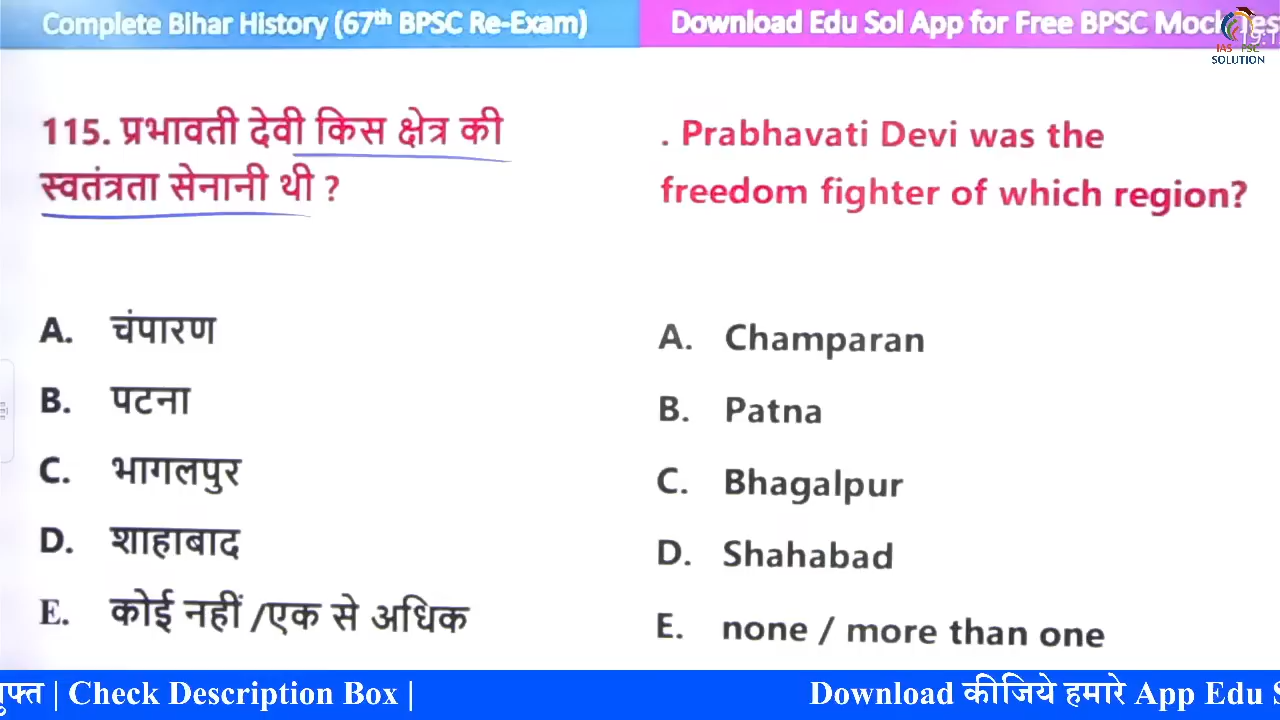 Complete Bihar History (67th BPSC Re-Exam)
Download Edu Sol App for Free BPSC Mock
IAS PSC
SOLUTION
115. प्रभावती देवी किस क्षेत्र की
स्वतंत्रता सेनानी थी ?
A. चंपारण
B. पटना
C. भागलपुर
D. शाहाबाद
E. कोई नहीं /एक से अधिक
. Prabhavati Devi was the
freedom fighter of which region?
A. Champaran
B. Patna
C. Bhagalpur
D. Shahabad
E. none / more than one
| Check Description Box |
Download कीजिये हमारे App Edu